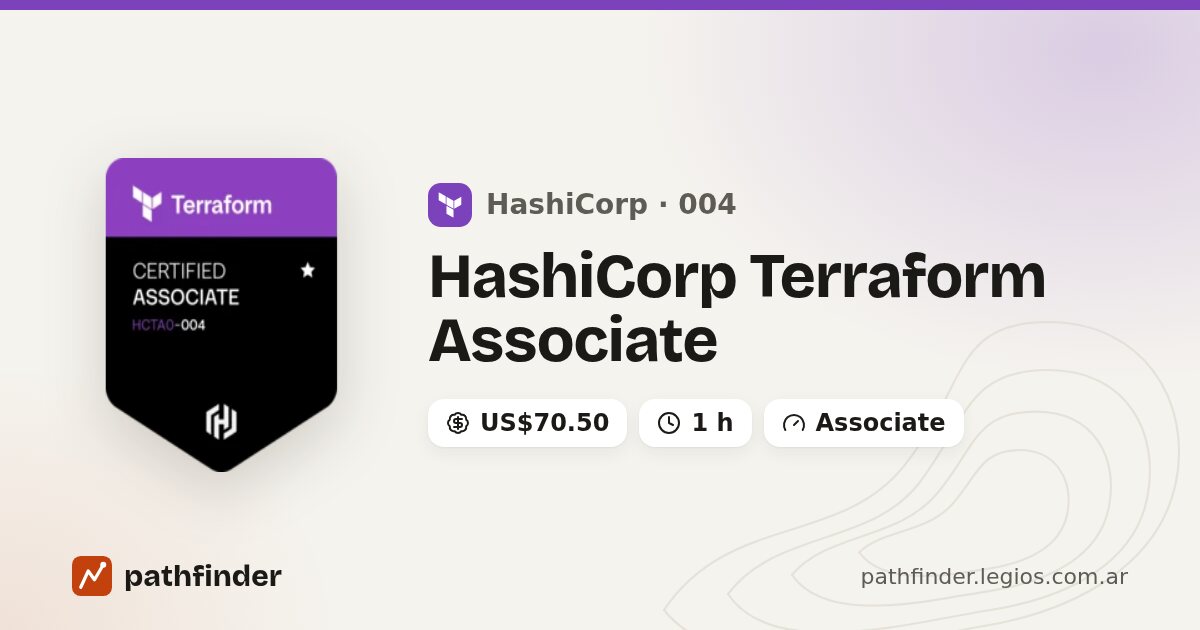 Terraform
CERTIFIED
ASSOCIATE
HCTA0-004
HashiCorp · 004
HashiCorp Terraform
Associate
US$70.50
1 h
Associate
pathfinder
pathfinder.legios.com.ar